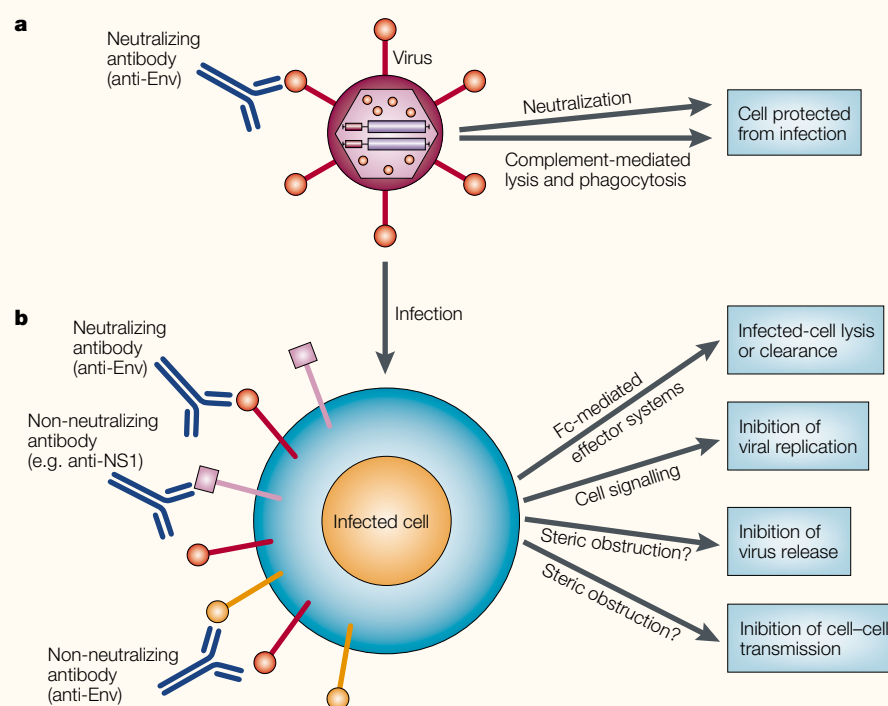 a
Neutralizing
antibody
(anti-Env)
Virus
Neutralization
Complement-mediated
lysis and phagocytosis
Cell protected
from infection
Infection
b
Neutralizing
antibody
(anti-Env)
Non-neutralizing
antibody
(e.g. anti-NS1)
Non-neutralizing
antibody
(anti-Env)
Infected cell
Fc-mediated
effector systems
Cell signalling
Steric obstruction?
Steric obstruction?
Infected-cell lysis
or clearance
Inibition of
viral replication
Inibition of
virus release
Inibition of cell–cell
transmission